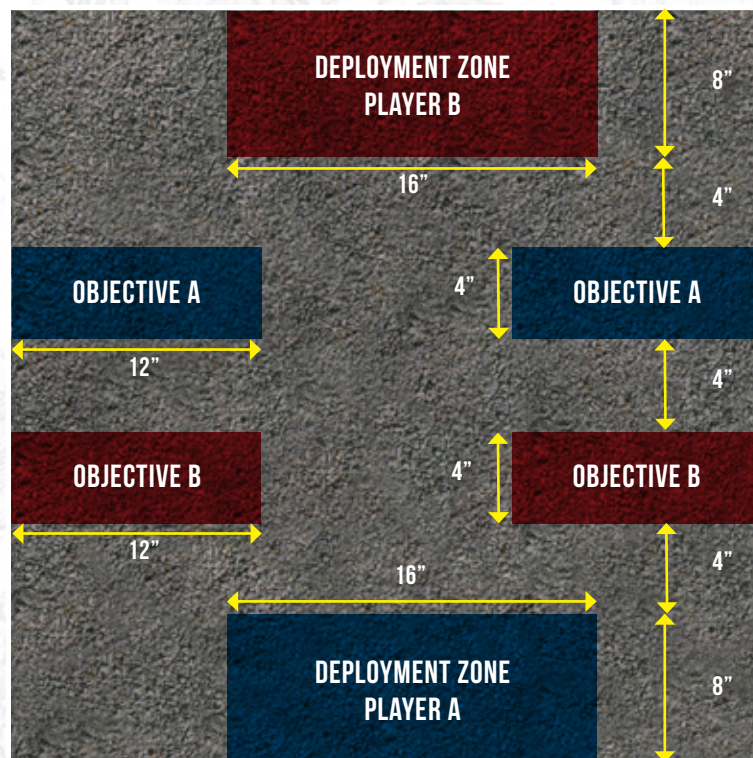 DEPLOYMENT ZONE
PLAYER B
8”
16”
4”
OBJECTIVE A
4”
OBJECTIVE A
12”
4”
OBJECTIVE B
4”
OBJECTIVE B
12”
16”
4”
DEPLOYMENT ZONE
PLAYER A
8”